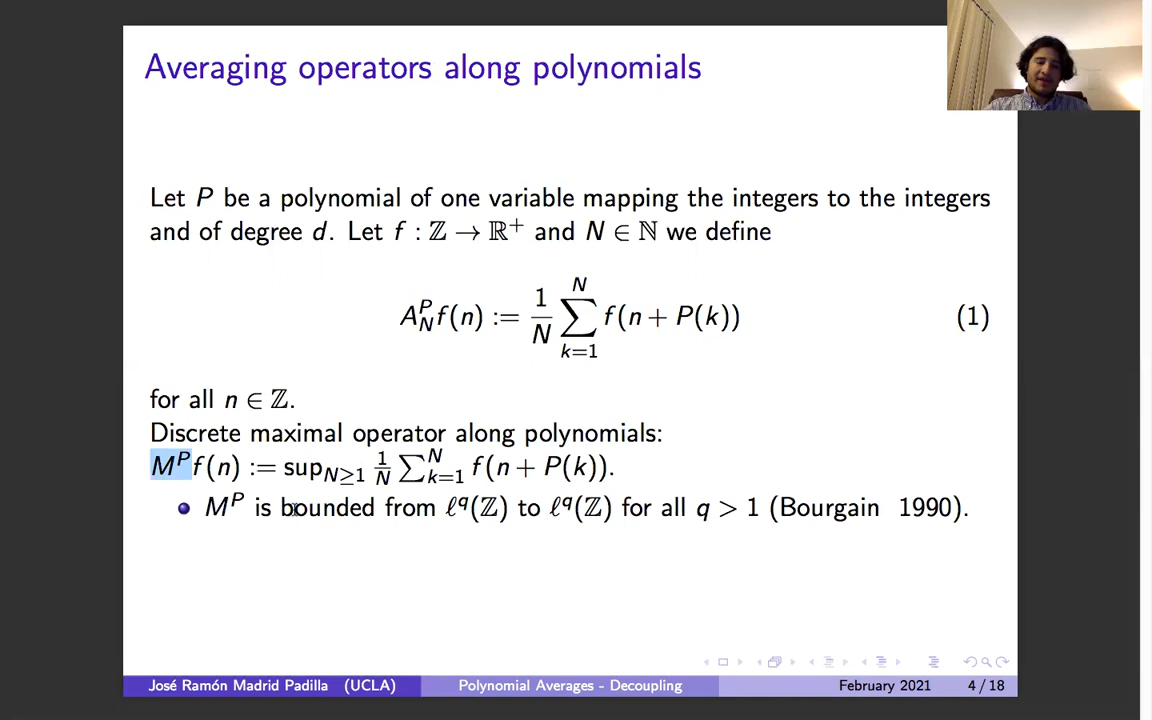 Averaging operators along polynomials
Let P be a polynomial of one variable mapping the integers to the integers
and of degree d. Let f : ℤ → ℝ⁺ and N ∈ ℕ we define
A_N^P f(n) := 1/N ∑_{k=1}^{N} f(n + P(k)) (1)
for all n ∈ ℤ.
Discrete maximal operator along polynomials:
M^P f(n) := sup_{N≥1} 1/N ∑_{k=1}^{N} f(n + P(k)).
M^P is bounded from ℓ^q(ℤ) to ℓ^q(ℤ) for all q > 1 (Bourgain 1990).
José Ramón Madrid Padilla (UCLA) Polynomial Averages - Decoupling February 2021 4 / 18